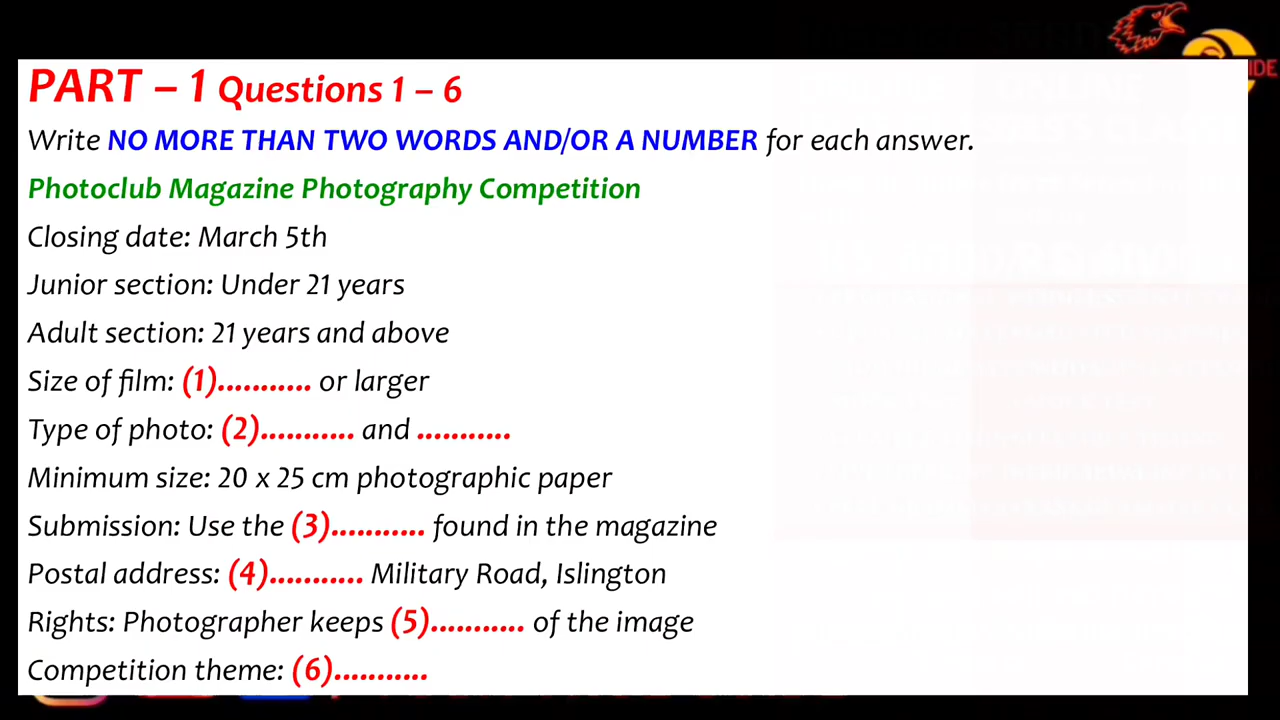 PART – 1 Questions 1 – 6
Write NO MORE THAN TWO WORDS AND/OR A NUMBER for each answer.
Photoclub Magazine Photography Competition
Closing date: March 5th
Junior section: Under 21 years
Adult section: 21 years and above
Size of film: (1)........... or larger
Type of photo: (2)........... and ...........
Minimum size: 20 x 25 cm photographic paper
Submission: Use the (3)........... found in the magazine
Postal address: (4)........... Military Road, Islington
Rights: Photographer keeps (5)........... of the image
Competition theme: (6)...........